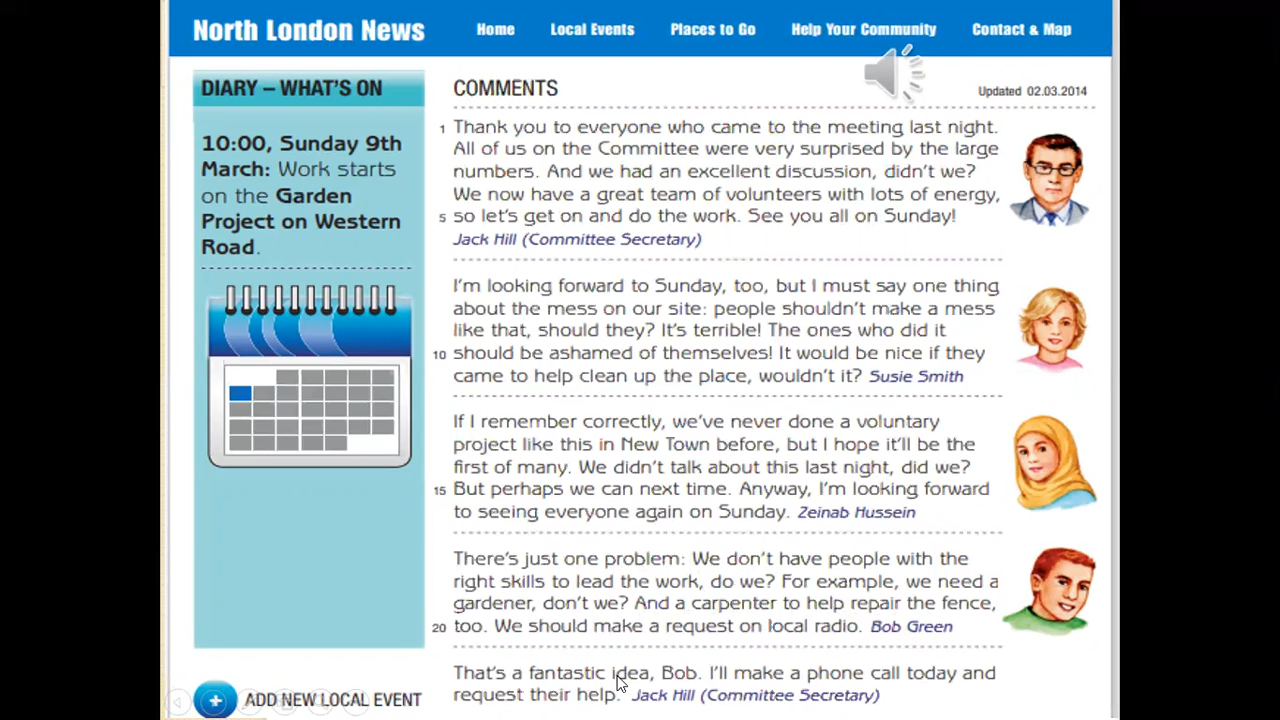 North London News
Home Local Events Places to Go Help Your Community Contact & Map
DIARY – WHAT'S ON
10:00, Sunday 9th
March: Work starts
on the Garden
Project on Western
Road.
ADD NEW LOCAL EVENT
COMMENTS
Updated 02.03.2014
1 Thank you to everyone who came to the meeting last night.
All of us on the Committee were very surprised by the large
numbers. And we had an excellent discussion, didn't we?
We now have a great team of volunteers with lots of energy,
5 so let's get on and do the work. See you all on Sunday!
Jack Hill (Committee Secretary)
I'm looking forward to Sunday, too, but I must say one thing
about the mess on our site: people shouldn't make a mess
like that, should they? It's terrible! The ones who did it
10 should be ashamed of themselves! It would be nice if they
came to help clean up the place, wouldn't it? Susie Smith
If I remember correctly, we've never done a voluntary
project like this in New Town before, but I hope it'll be the
first of many. We didn't talk about this last night, did we?
15 But perhaps we can next time. Anyway, I'm looking forward
to seeing everyone again on Sunday. Zeinab Hussein
There's just one problem: We don't have people with the
right skills to lead the work, do we? For example, we need a
gardener, don't we? And a carpenter to help repair the fence,
20 too. We should make a request on local radio. Bob Green
That's a fantastic idea, Bob. I'll make a phone call today and
request their help. Jack Hill (Committee Secretary)